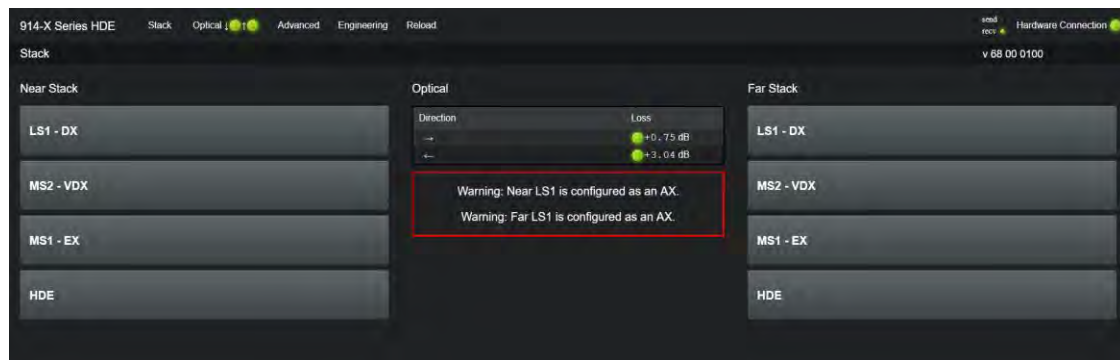 914-X Series HDE Stack Optical ↓↑ Advanced Engineering Reload
send
recv
Hardware Connection
Stack
v 68 00 0100
Near Stack
LS1 - DX
MS2 - VDX
MS1 - EX
HDE
Optical
Direction Loss
→ +0.75 dB
← +3.04 dB
Warning: Near LS1 is configured as an AX.
Warning: Far LS1 is configured as an AX.
Far Stack
LS1 - DX
MS2 - VDX
MS1 - EX
HDE